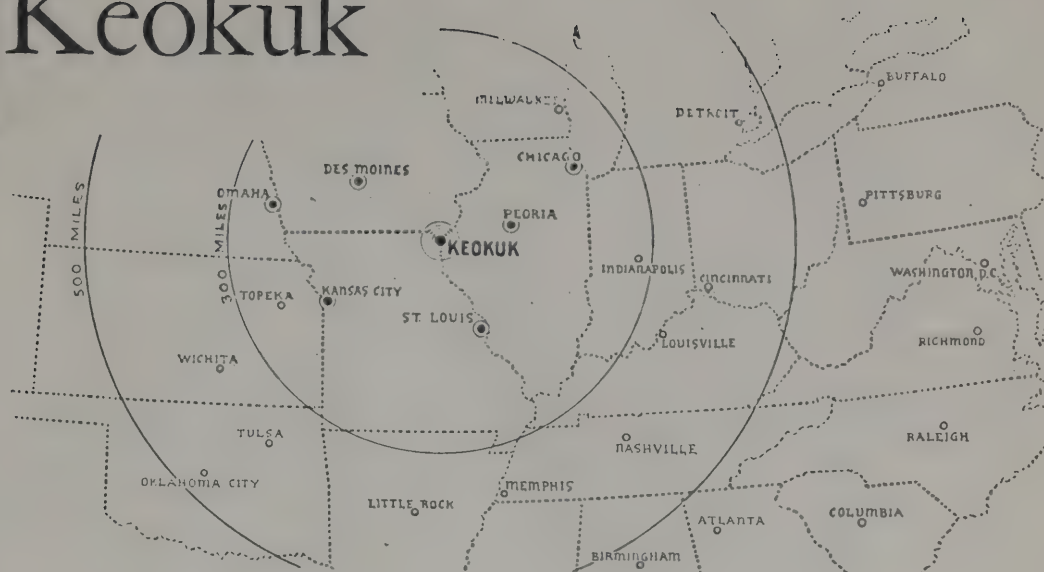 Keokuk
BUFFALO
MILWAUKEE
DETROIT
CHICAGO
DES MOINES
OMAHA
PEORIA
PITTSBURG
500 MILES
300 MILES
KEOKUK
INDIANAPOLIS
CINCINNATI
WASHINGTON, D.C.
TOPEKA
KANSAS CITY
ST. LOUIS
LOUISVILLE
RICHMOND
WICHITA
TULSA
NASHVILLE
RALEIGH
OKLAHOMA CITY
LITTLE ROCK
MEMPHIS
ATLANTA
COLUMBIA
BIRMINGHAM